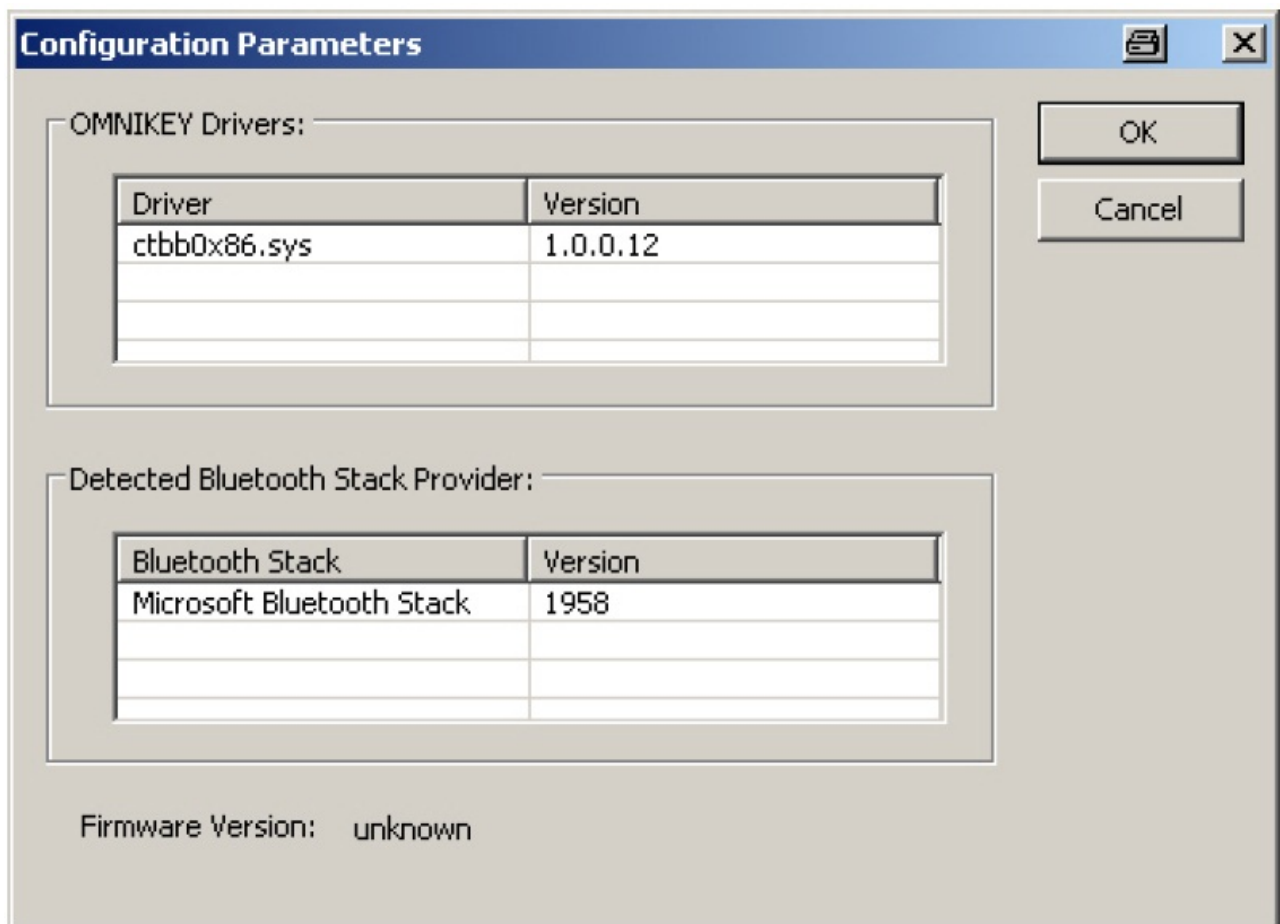 Configuration Parameters
OMNIKEY Drivers:
OK
Driver Version
Cancel
ctbb0x86.sys 1.0.0.12
Detected Bluetooth Stack Provider:
Bluetooth Stack Version
Microsoft Bluetooth Stack 1958
Firmware Version: unknown